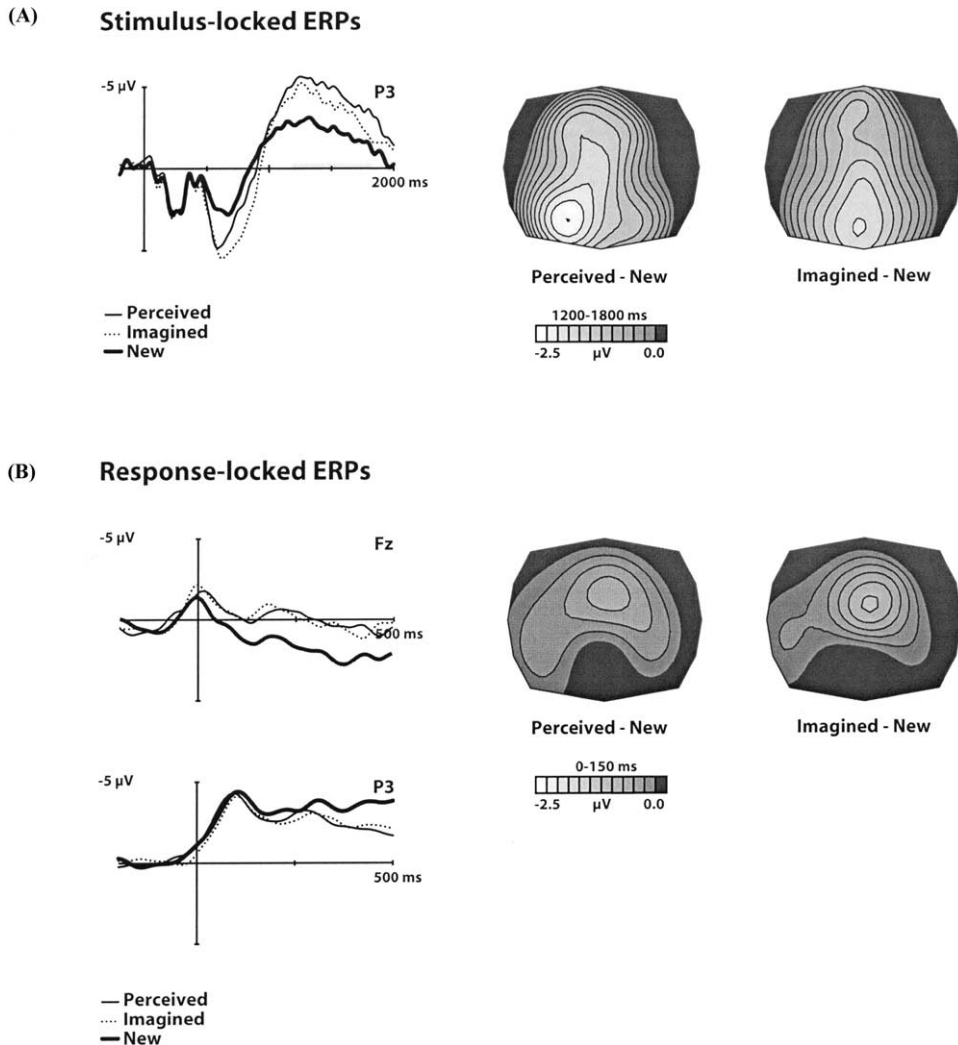 (A)
Stimulus-locked ERPs
-5 µV
P3
2000 ms
Perceived
Imagined
New
Perceived - New
Imagined - New
1200-1800 ms
-2.5 µV 0.0
(B)
Response-locked ERPs
-5 µV
Fz
500 ms
Perceived - New
Imagined - New
0-150 ms
-2.5 µV 0.0
-5 µV
P3
500 ms
Perceived
Imagined
New